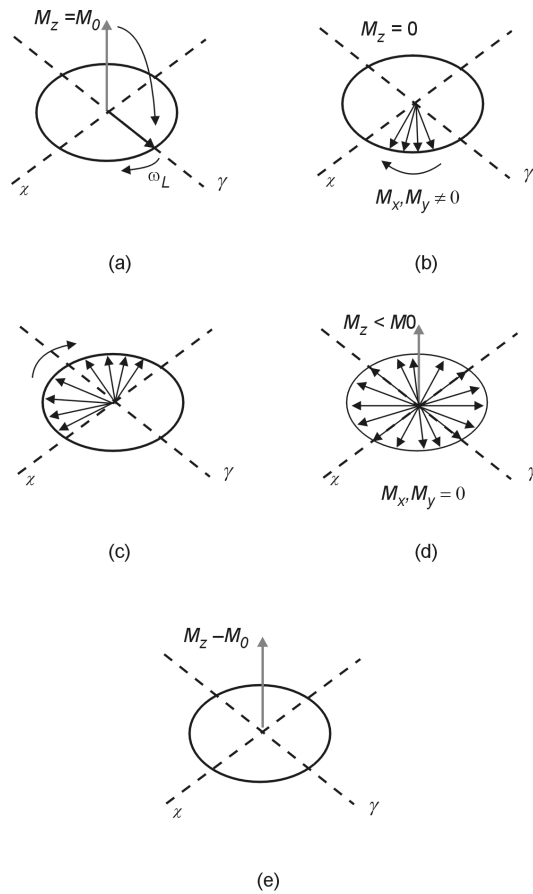 M_z = M_0
ω_L
χ
γ
(a)
M_z = 0
χ
γ
M_x, M_y ≠ 0
(b)
χ
γ
(c)
M_z < M0
χ
γ
M_x, M_y = 0
(d)
M_z – M_0
χ
γ
(e)